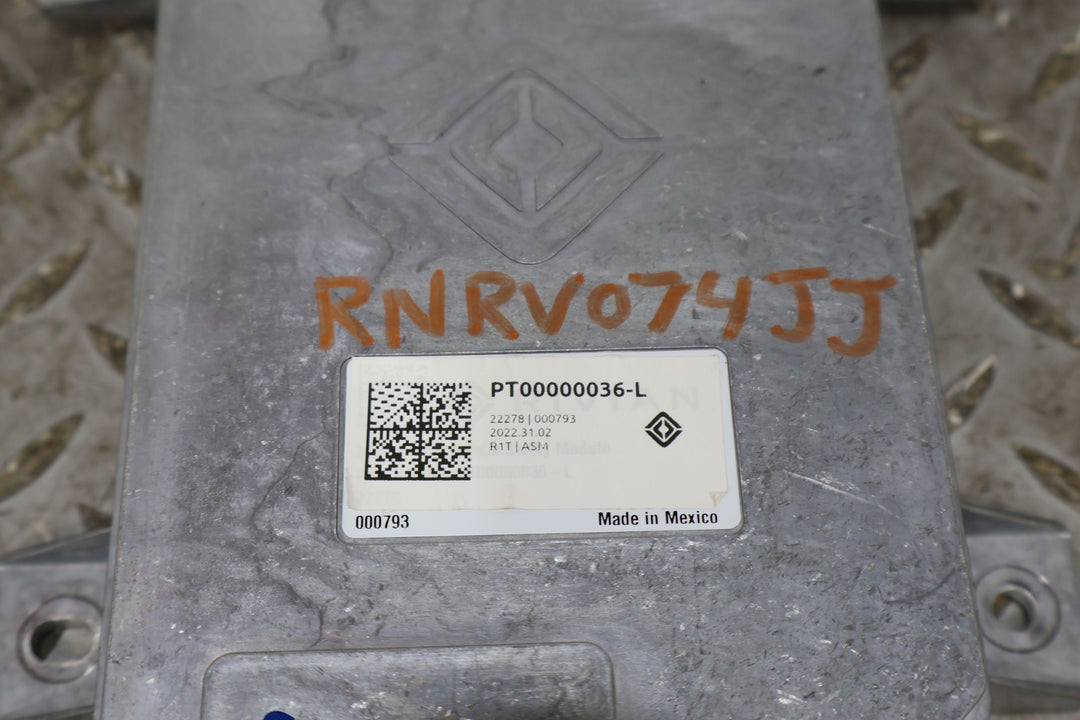 RNRV074JJ
PT00000036-L
22278 | 000793
2022.31.02
R1T | ASM
000793
Made in Mexico